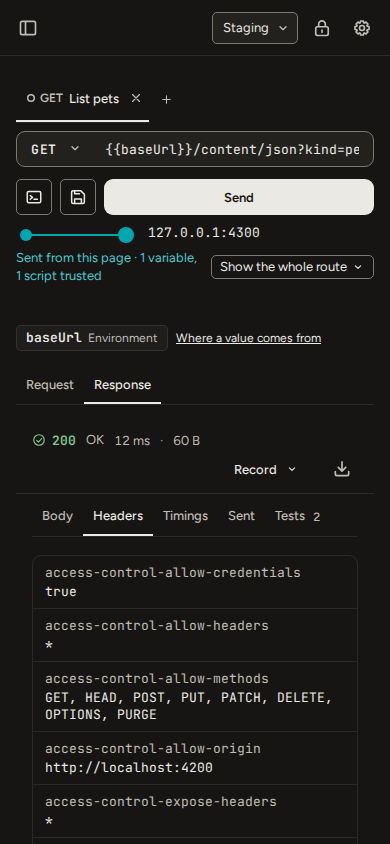 Staging
GET List pets
GET {{baseUrl}}/content/json?kind=pe
Send
127.0.0.1:4300
Sent from this page · 1 variable,
1 script trusted
Show the whole route
baseUrl Environment Where a value comes from
Request Response
200 OK 12 ms · 60 B
Record
Body Headers Timings Sent Tests 2
access-control-allow-credentials
true
access-control-allow-headers
*
access-control-allow-methods
GET, HEAD, POST, PUT, PATCH, DELETE,
OPTIONS, PURGE
access-control-allow-origin
http://localhost:4200
access-control-expose-headers
*